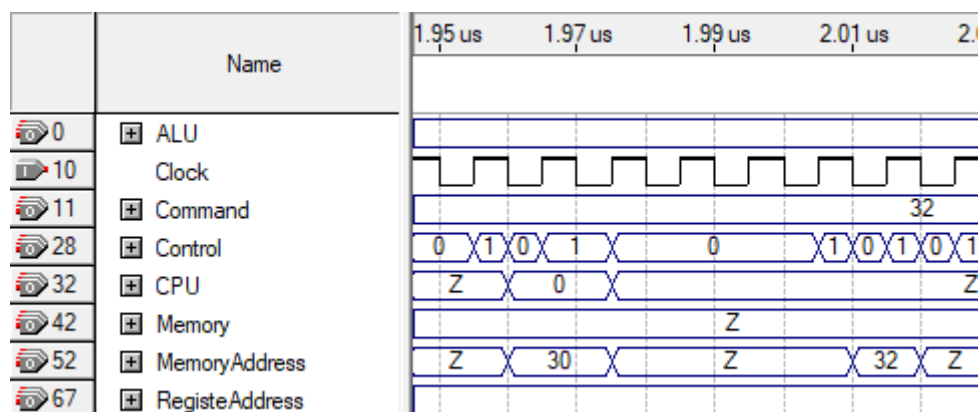 Name 1.95 us 1.97 us 1.99 us 2.01 us 2.
0 ALU
10 Clock
11 Command 32
28 Control 0 1 0 1 0 1 0 1 0 1
32 CPU Z 0 Z
42 Memory Z
52 MemoryAddress Z 30 Z 32 Z
67 RegisteAddress